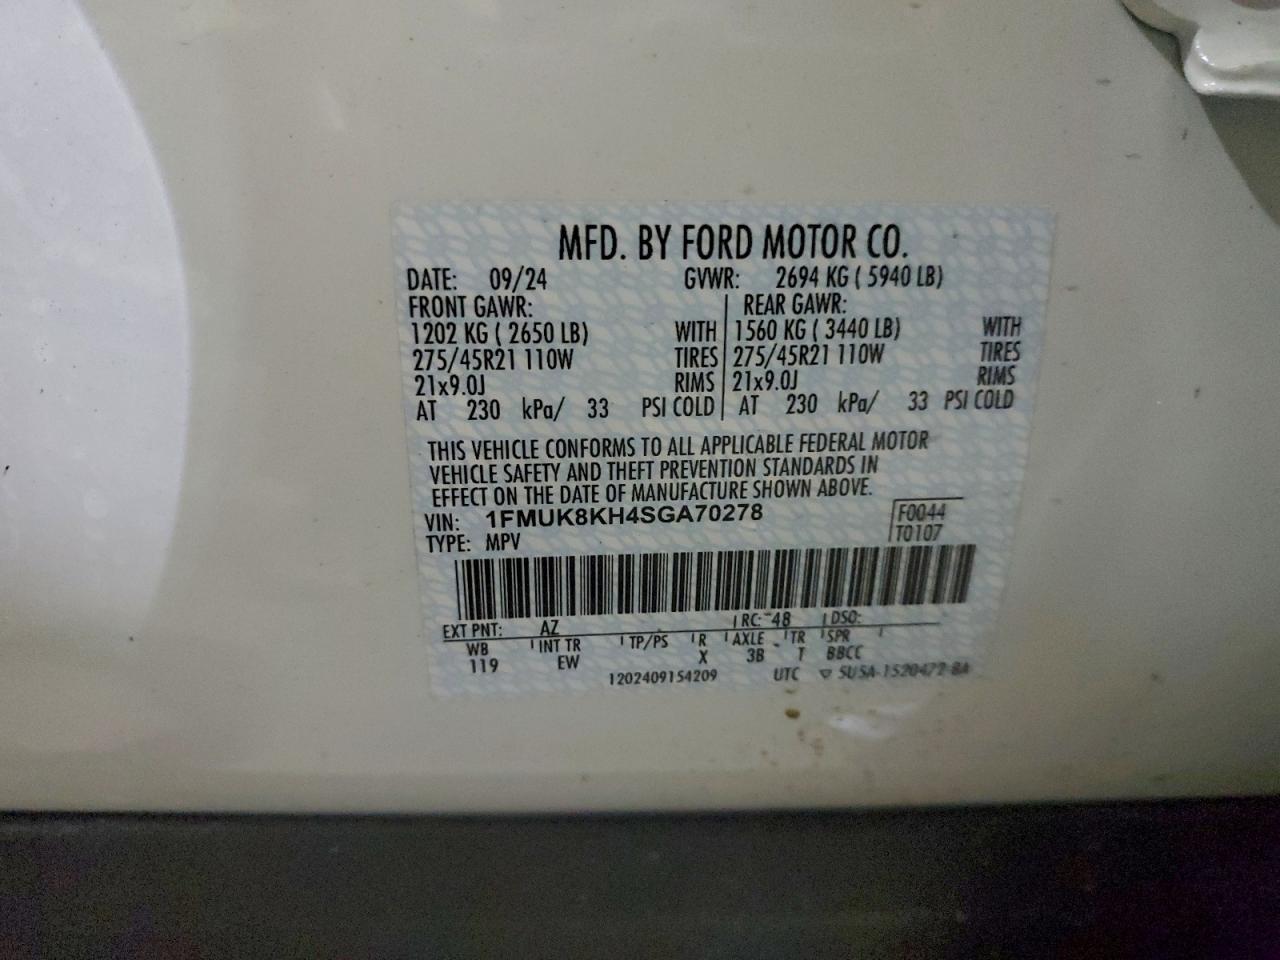 MFD. BY FORD MOTOR CO.
DATE: 09/24 GVWR: 2694 KG ( 5940 LB)
FRONT GAWR: REAR GAWR:
1202 KG ( 2650 LB) WITH 1560 KG ( 3440 LB) WITH
275/45R21 110W TIRES 275/45R21 110W TIRES
21x9.0J RIMS 21x9.0J RIMS
AT 230 kPa/ 33 PSI COLD AT 230 kPa/ 33 PSI COLD
THIS VEHICLE CONFORMS TO ALL APPLICABLE FEDERAL MOTOR
VEHICLE SAFETY AND THEFT PREVENTION STANDARDS IN
EFFECT ON THE DATE OF MANUFACTURE SHOWN ABOVE.
VIN: 1FMUK8KH4SGA70278 F0044
TYPE: MPV T0107
EXT PNT: AZ RC: 48 DSO:
WB INT TR TP/PS R AXLE TR SPR
119 EW X 3B T BBCC
1202409154209 UTC ▽ SUSA-1520472-BA